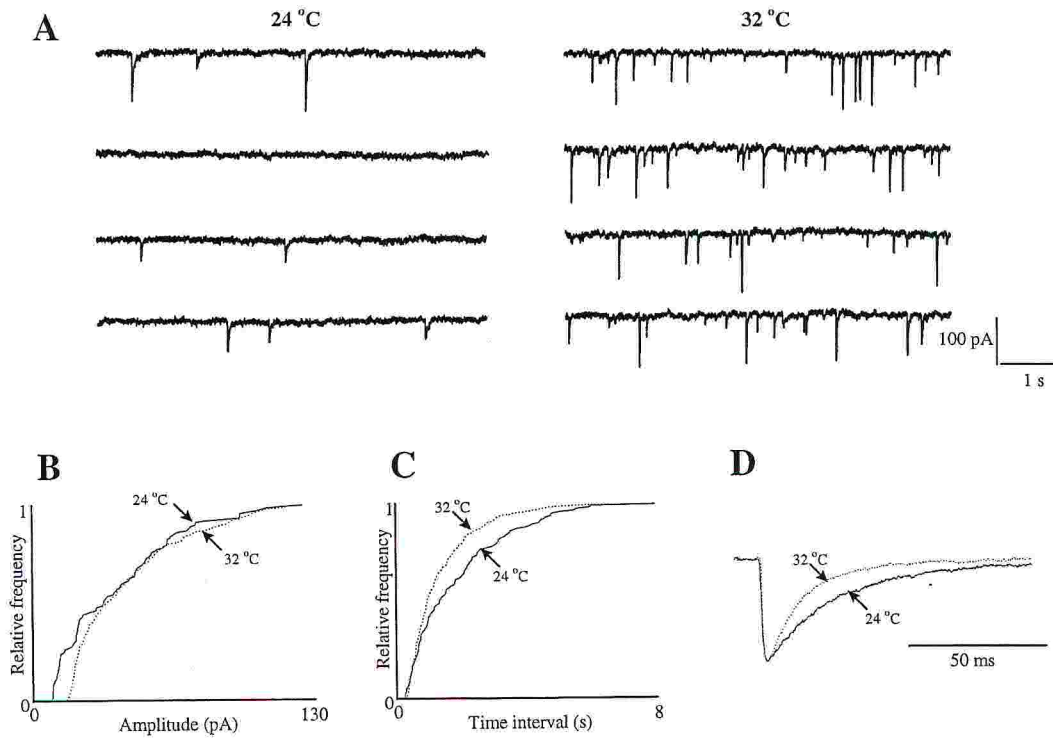 A
24 °C
32 °C
100 pA
1 s
B
24 °C
32 °C
1
Relative frequency
0
0
Amplitude (pA)
130
C
32 °C
24 °C
1
Relative frequency
0
0
Time interval (s)
8
D
32 °C
24 °C
50 ms